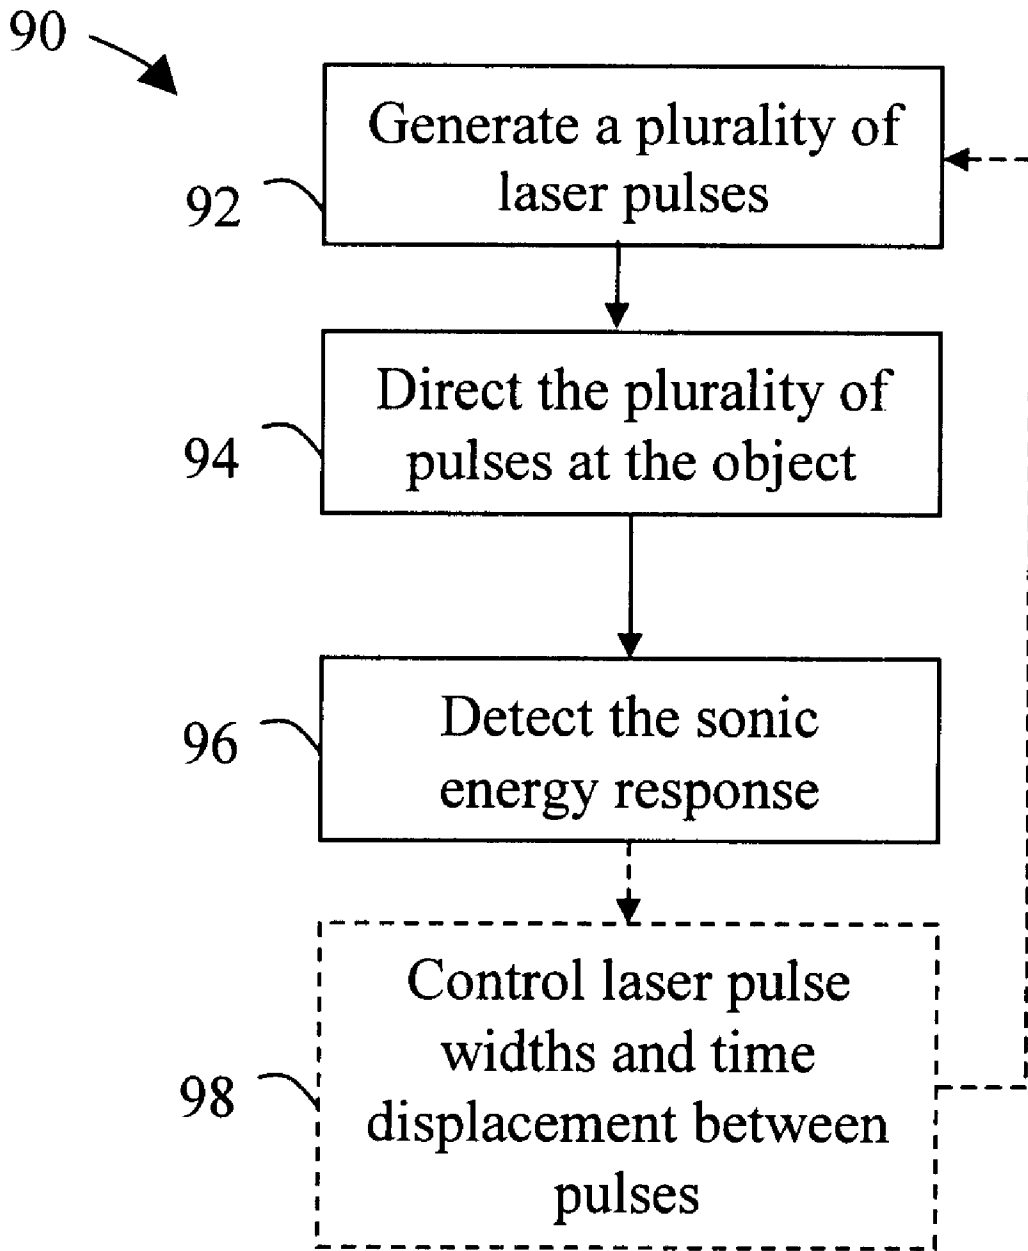 90
Generate a plurality of
laser pulses
92
Direct the plurality of
pulses at the object
94
Detect the sonic
energy response
96
Control laser pulse
widths and time
displacement between
pulses
98